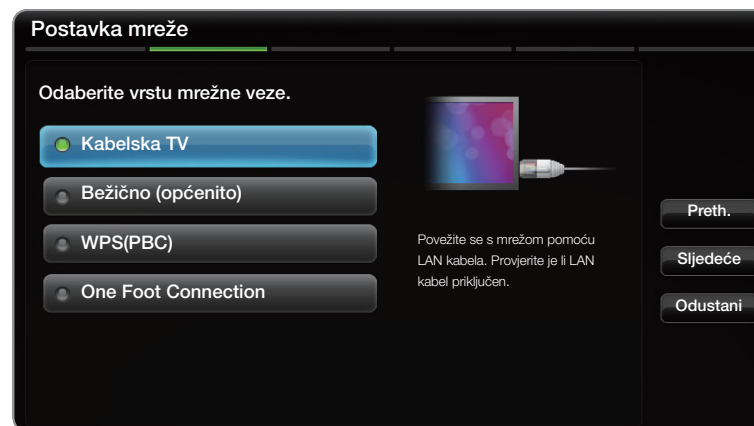 Postavka mreže
Odaberite vrstu mrežne veze.
Kabelska TV
Bežično (općenito)
WPS(PBC)
One Foot Connection
Povežite se s mrežom pomoću
LAN kabela. Provjerite je li LAN
kabel priključen.
Preth.
Sljedeće
Odustani